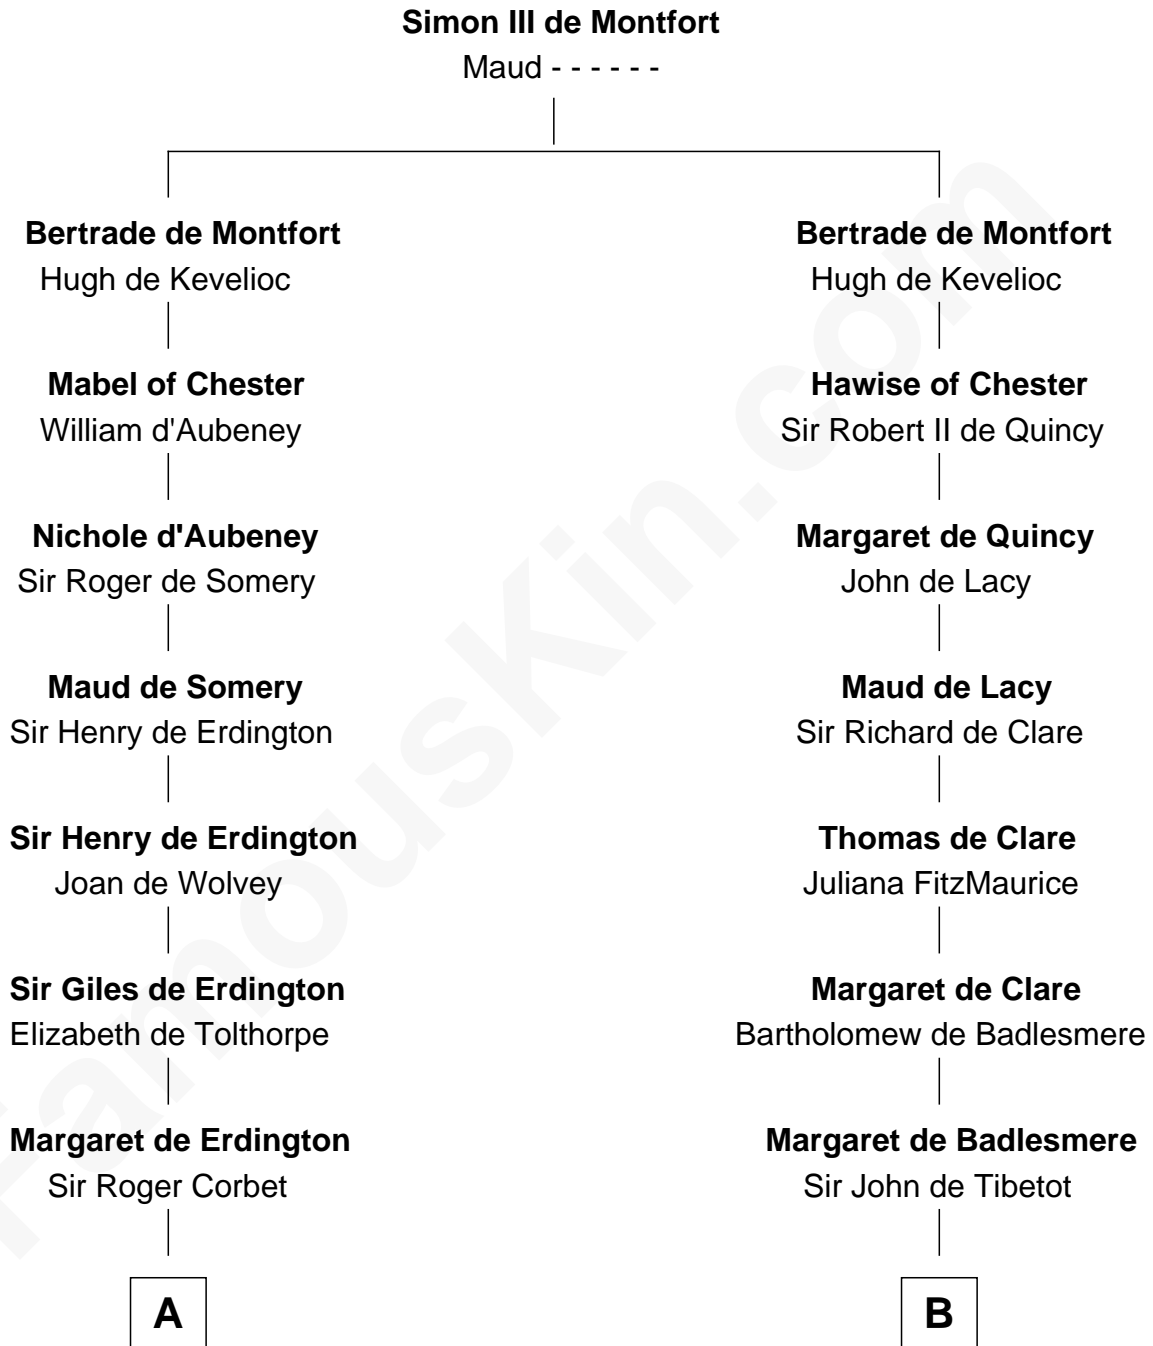 Simon III de Montfort
Maud - - - - - -
Bertrade de Montfort
Hugh de Kevelioc
Mabel of Chester
William d'Aubeney
Nichole d'Aubeney
Sir Roger de Somery
Maud de Somery
Sir Henry de Erdington
Sir Henry de Erdington
Joan de Wolvey
Sir Giles de Erdington
Elizabeth de Tolthorpe
Margaret de Erdington
Sir Roger Corbet
A
Bertrade de Montfort
Hugh de Kevelioc
Hawise of Chester
Sir Robert II de Quincy
Margaret de Quincy
John de Lacy
Maud de Lacy
Sir Richard de Clare
Thomas de Clare
Juliana FitzMaurice
Margaret de Clare
Bartholomew de Badlesmere
Margaret de Badlesmere
Sir John de Tibetot
B
FamousKin.com